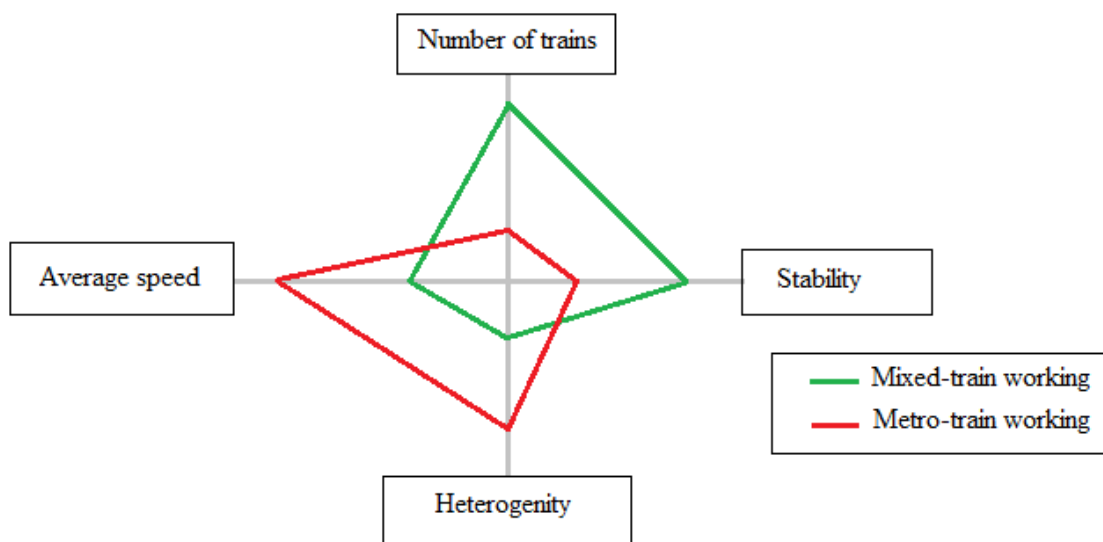 Number of trains
Average speed
Stability
Mixed-train working
Metro-train working
Heterogenity